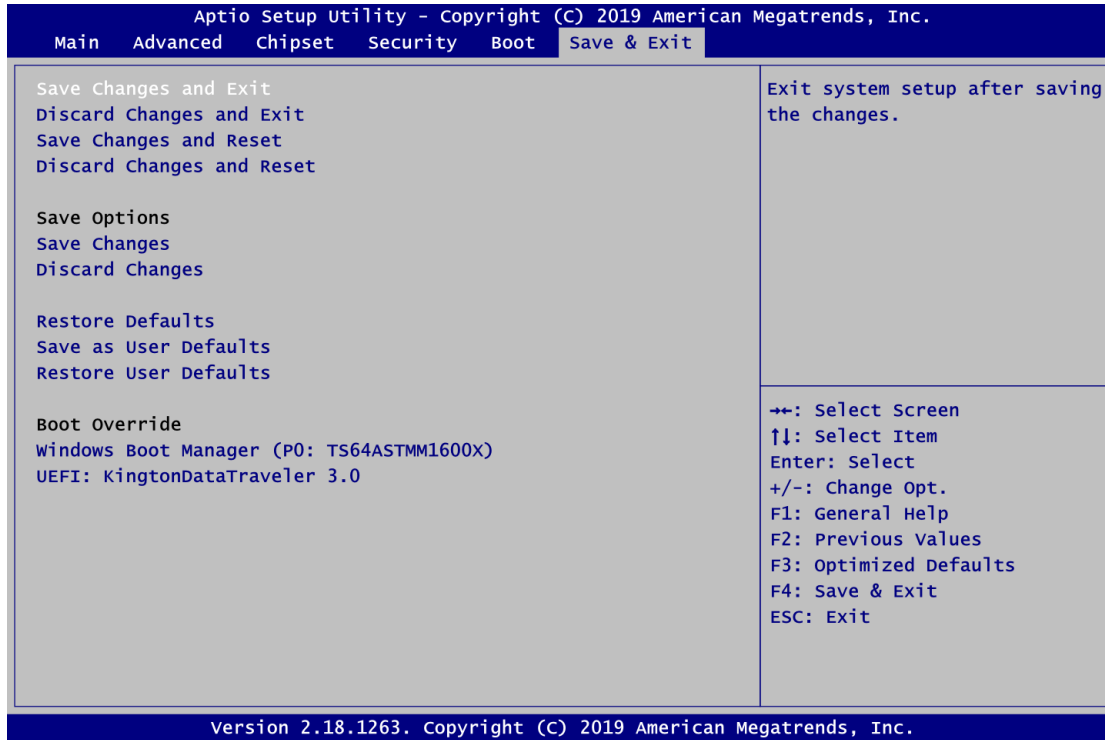 Aptio Setup Utility - Copyright (C) 2019 American Megatrends, Inc.
Main Advanced Chipset Security Boot Save & Exit
Save Changes and Exit
Discard Changes and Exit
Save Changes and Reset
Discard Changes and Reset
Save Options
Save Changes
Discard Changes
Restore Defaults
Save as User Defaults
Restore User Defaults
Boot Override
Windows Boot Manager (P0: TS64ASTMM1600X)
UEFI: KingtonDataTraveler 3.0
Exit system setup after saving
the changes.
→←: Select Screen
↑↓: Select Item
Enter: Select
+/-: Change Opt.
F1: General Help
F2: Previous Values
F3: Optimized Defaults
F4: Save & Exit
ESC: Exit
Version 2.18.1263. Copyright (C) 2019 American Megatrends, Inc.